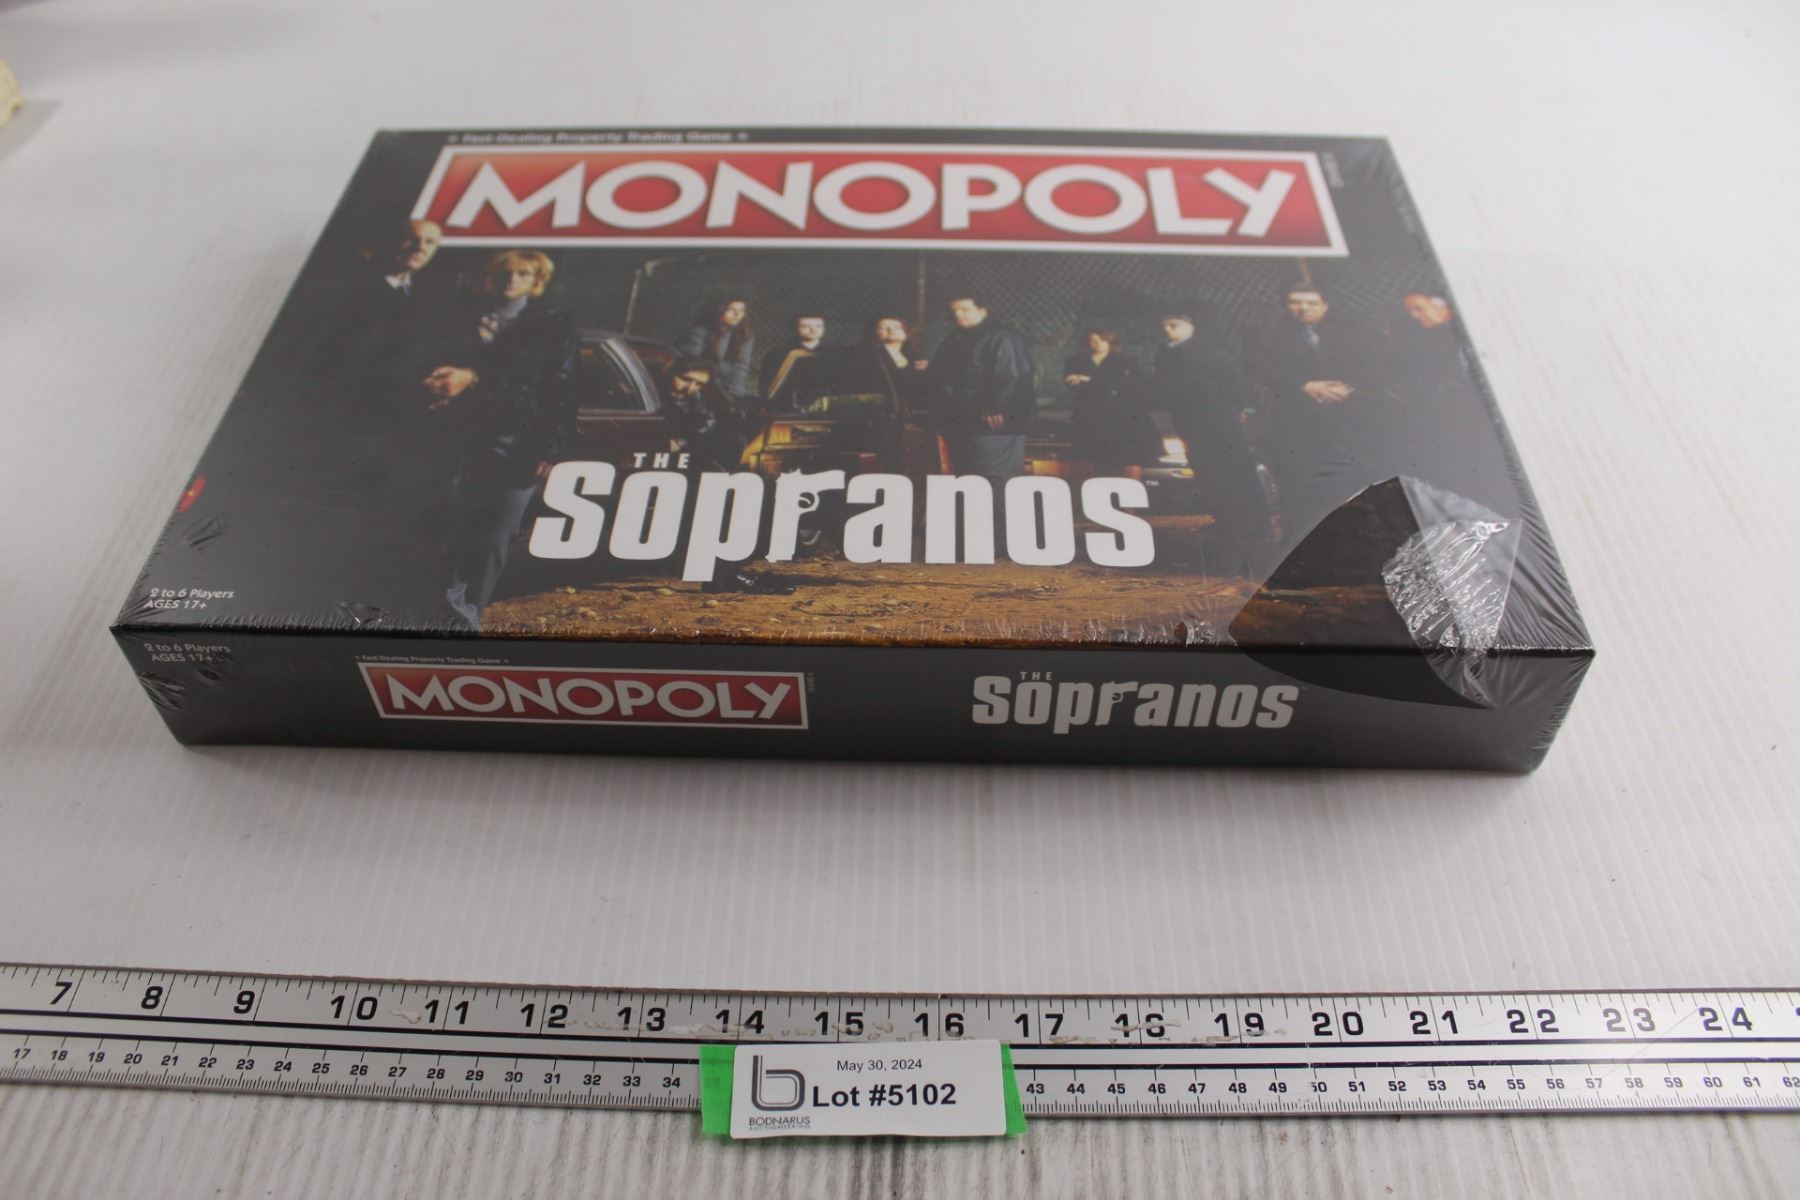 Fast-Dealing Property Trading Game
MONOPOLY
THE
Sopranos™
2 to 6 Players
AGES 17+
2 to 6 Players
AGES 17+
Fast-Dealing Property Trading Game
MONOPOLY
THE
Sopranos
7 8 9 10 11 12 13 14 15 16 17 18 19 20 21 22 23 24
17 18 19 20 21 22 23 24 25 26 27 28 29 30 31 32 33 34 43 44 45 46 47 48 49 50 51 52 53 54 55 56 57 58 59 60 61 62
May 30, 2024
Lot #5102
BODNARUS
AUCTIONEERING